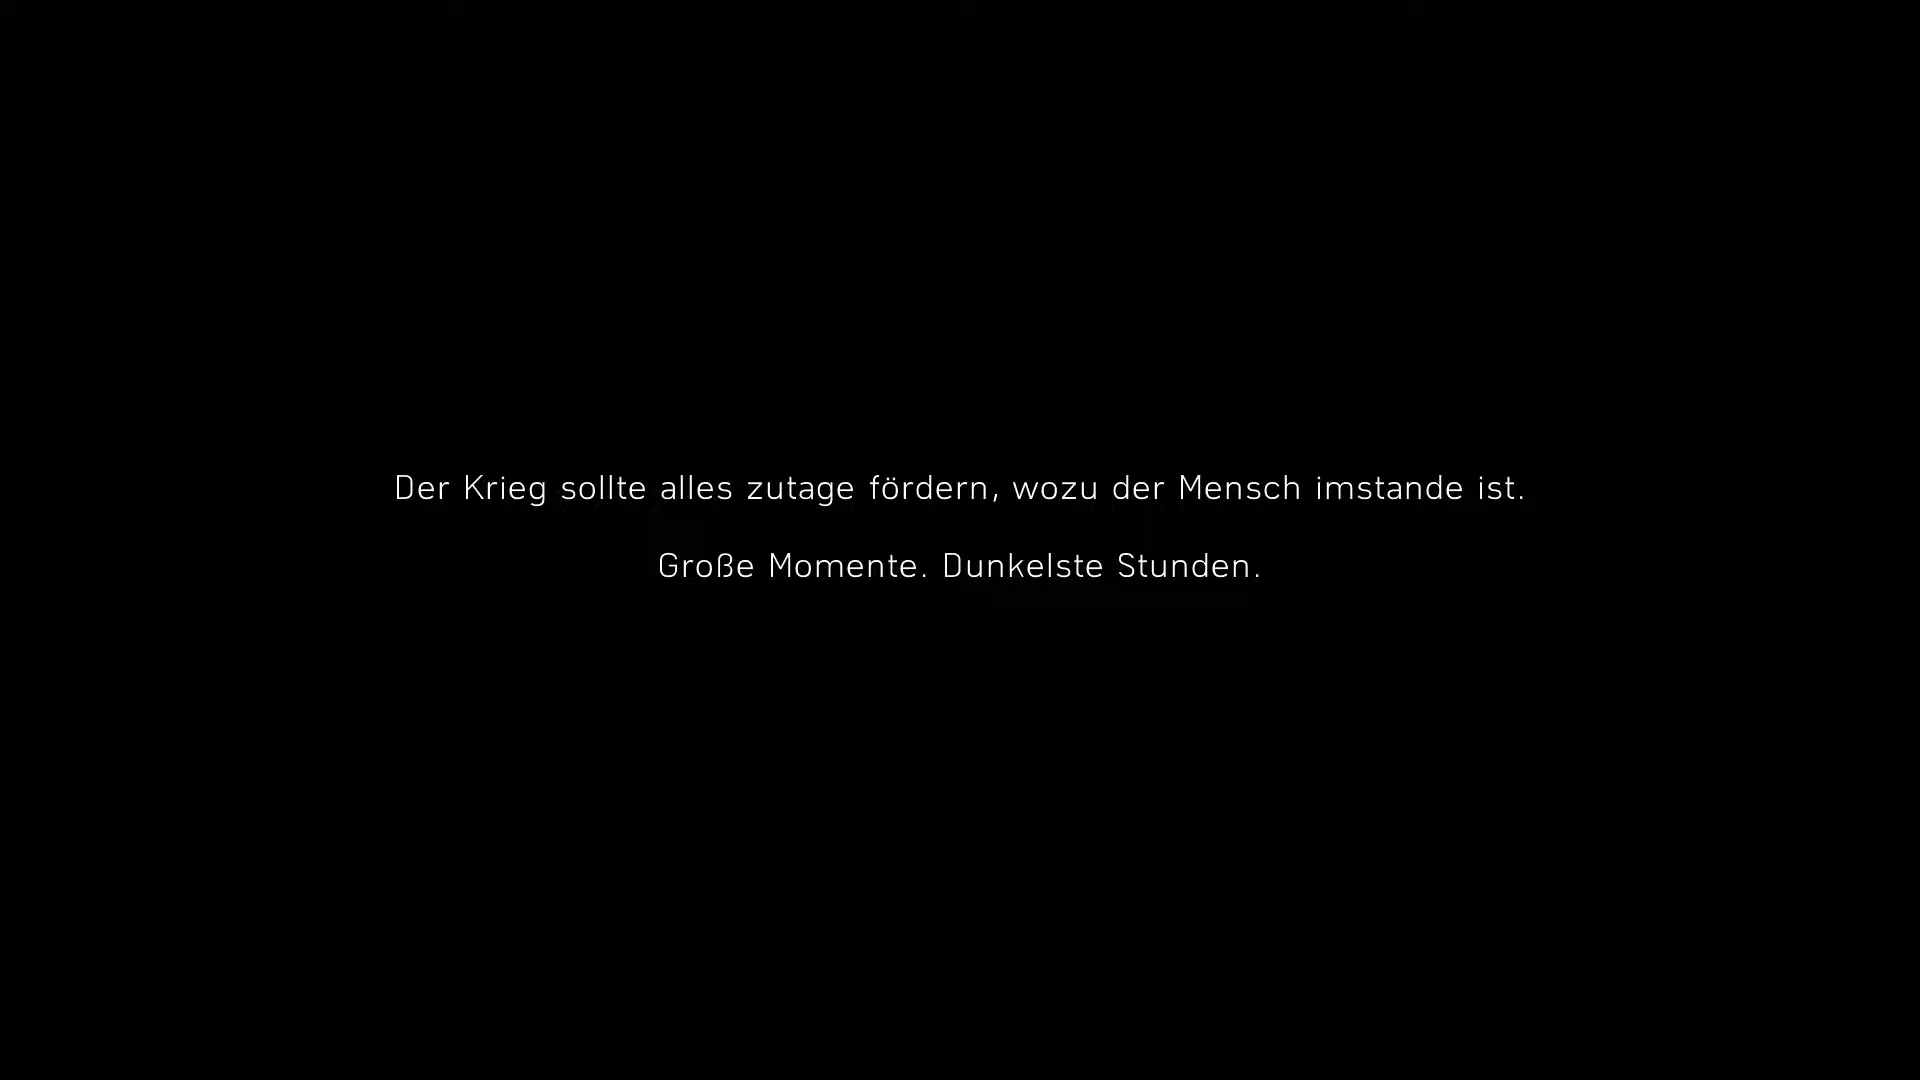 Der Krieg sollte alles zutage fördern, wozu der Mensch imstande ist.
Große Momente. Dunkelste Stunden.